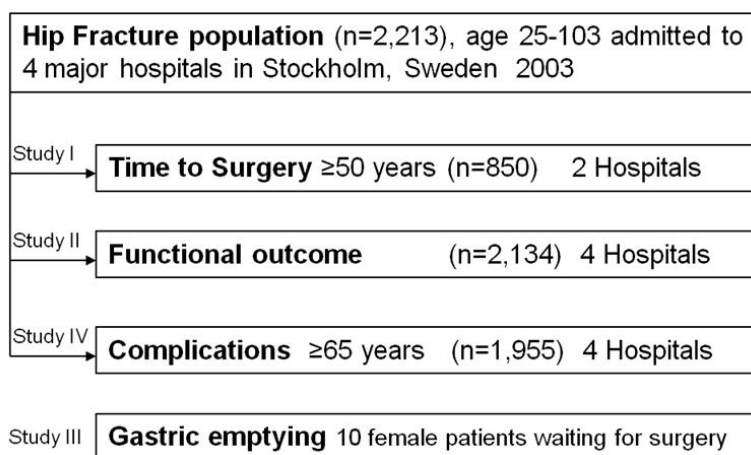 Hip Fracture population (n=2,213), age 25-103 admitted to
4 major hospitals in Stockholm, Sweden 2003
Study I
Time to Surgery ≥50 years (n=850) 2 Hospitals
Study II
Functional outcome (n=2,134) 4 Hospitals
Study IV
Complications ≥65 years (n=1,955) 4 Hospitals
Study III
Gastric emptying 10 female patients waiting for surgery